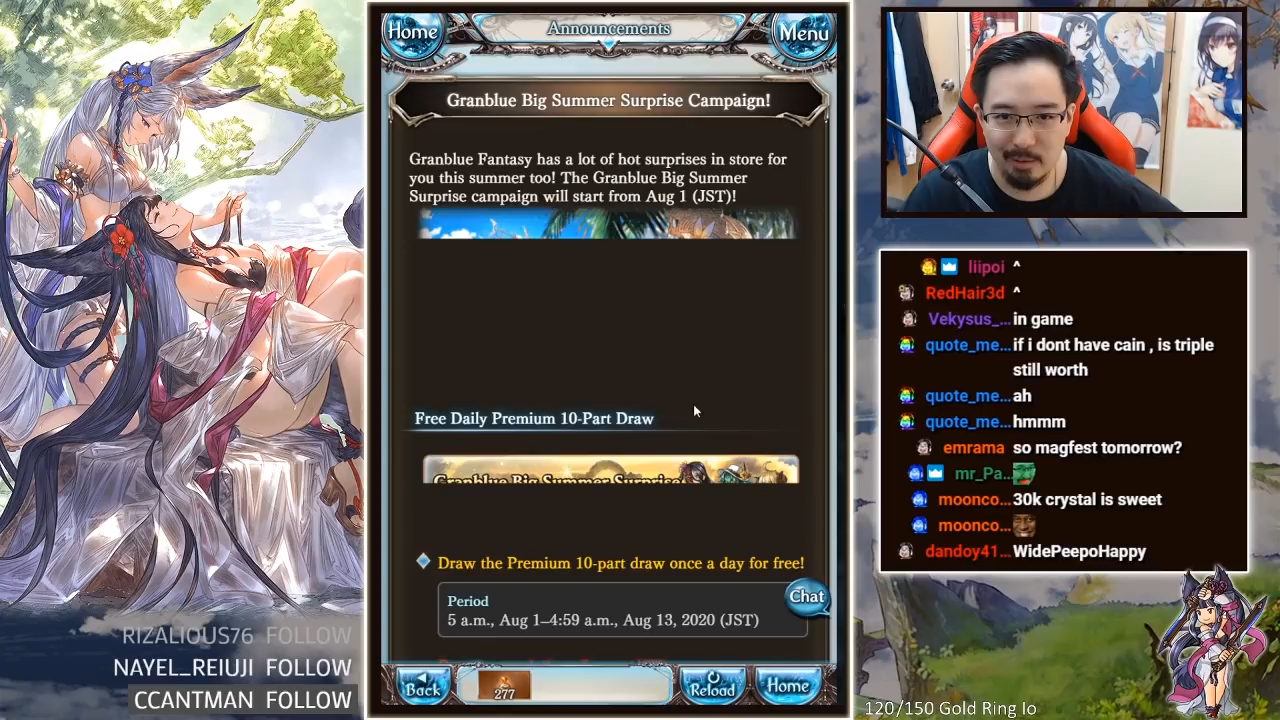 Home
Announcements
Menu
Granblue Big Summer Surprise Campaign!
Granblue Fantasy has a lot of hot surprises in store for
you this summer too! The Granblue Big Summer
Surprise campaign will start from Aug 1 (JST)!
Free Daily Premium 10-Part Draw
Granblue Big Summer Surprise
Draw the Premium 10-part draw once a day for free!
Chat
Period
5 a.m., Aug 1–4:59 a.m., Aug 13, 2020 (JST)
Back
277
Reload
Home
liipoi ^
RedHair3d ^
Vekysus_... in game
quote_me... if i dont have cain , is triple
still worth
quote_me... ah
quote_me... hmmm
emrama so magfest tomorrow?
mr_Pa...
moonco... 30k crystal is sweet
moonco...
dandoy41... WidePeepoHappy
RIZALIOUS76 FOLLOW
NAYEL_REIUJI FOLLOW
CCANTMAN FOLLOW
120/150 Gold Ring Io